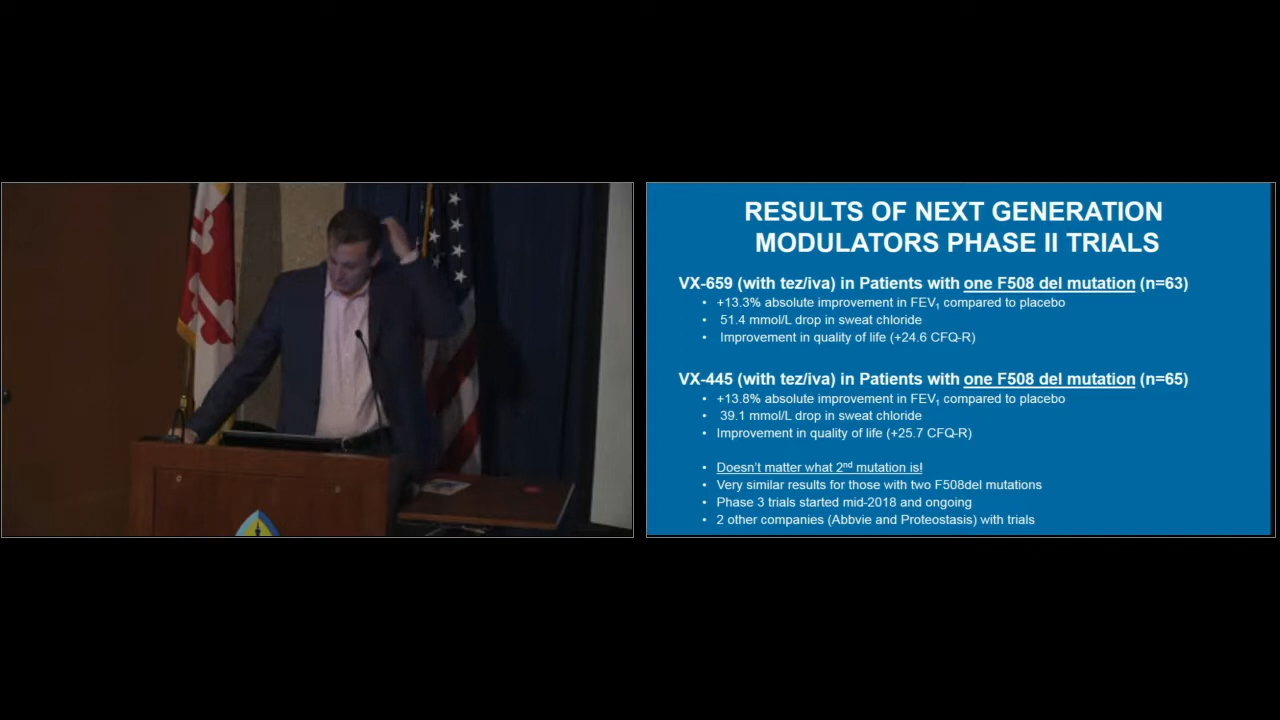 RESULTS OF NEXT GENERATION
MODULATORS PHASE II TRIALS
VX-659 (with tez/iva) in Patients with one F508 del mutation (n=63)
• +13.3% absolute improvement in FEV₁ compared to placebo
• 51.4 mmol/L drop in sweat chloride
• Improvement in quality of life (+24.6 CFQ-R)
VX-445 (with tez/iva) in Patients with one F508 del mutation (n=65)
• +13.8% absolute improvement in FEV₁ compared to placebo
• 39.1 mmol/L drop in sweat chloride
• Improvement in quality of life (+25.7 CFQ-R)
• Doesn't matter what 2nd mutation is!
• Very similar results for those with two F508del mutations
• Phase 3 trials started mid-2018 and ongoing
• 2 other companies (Abbvie and Proteostasis) with trials